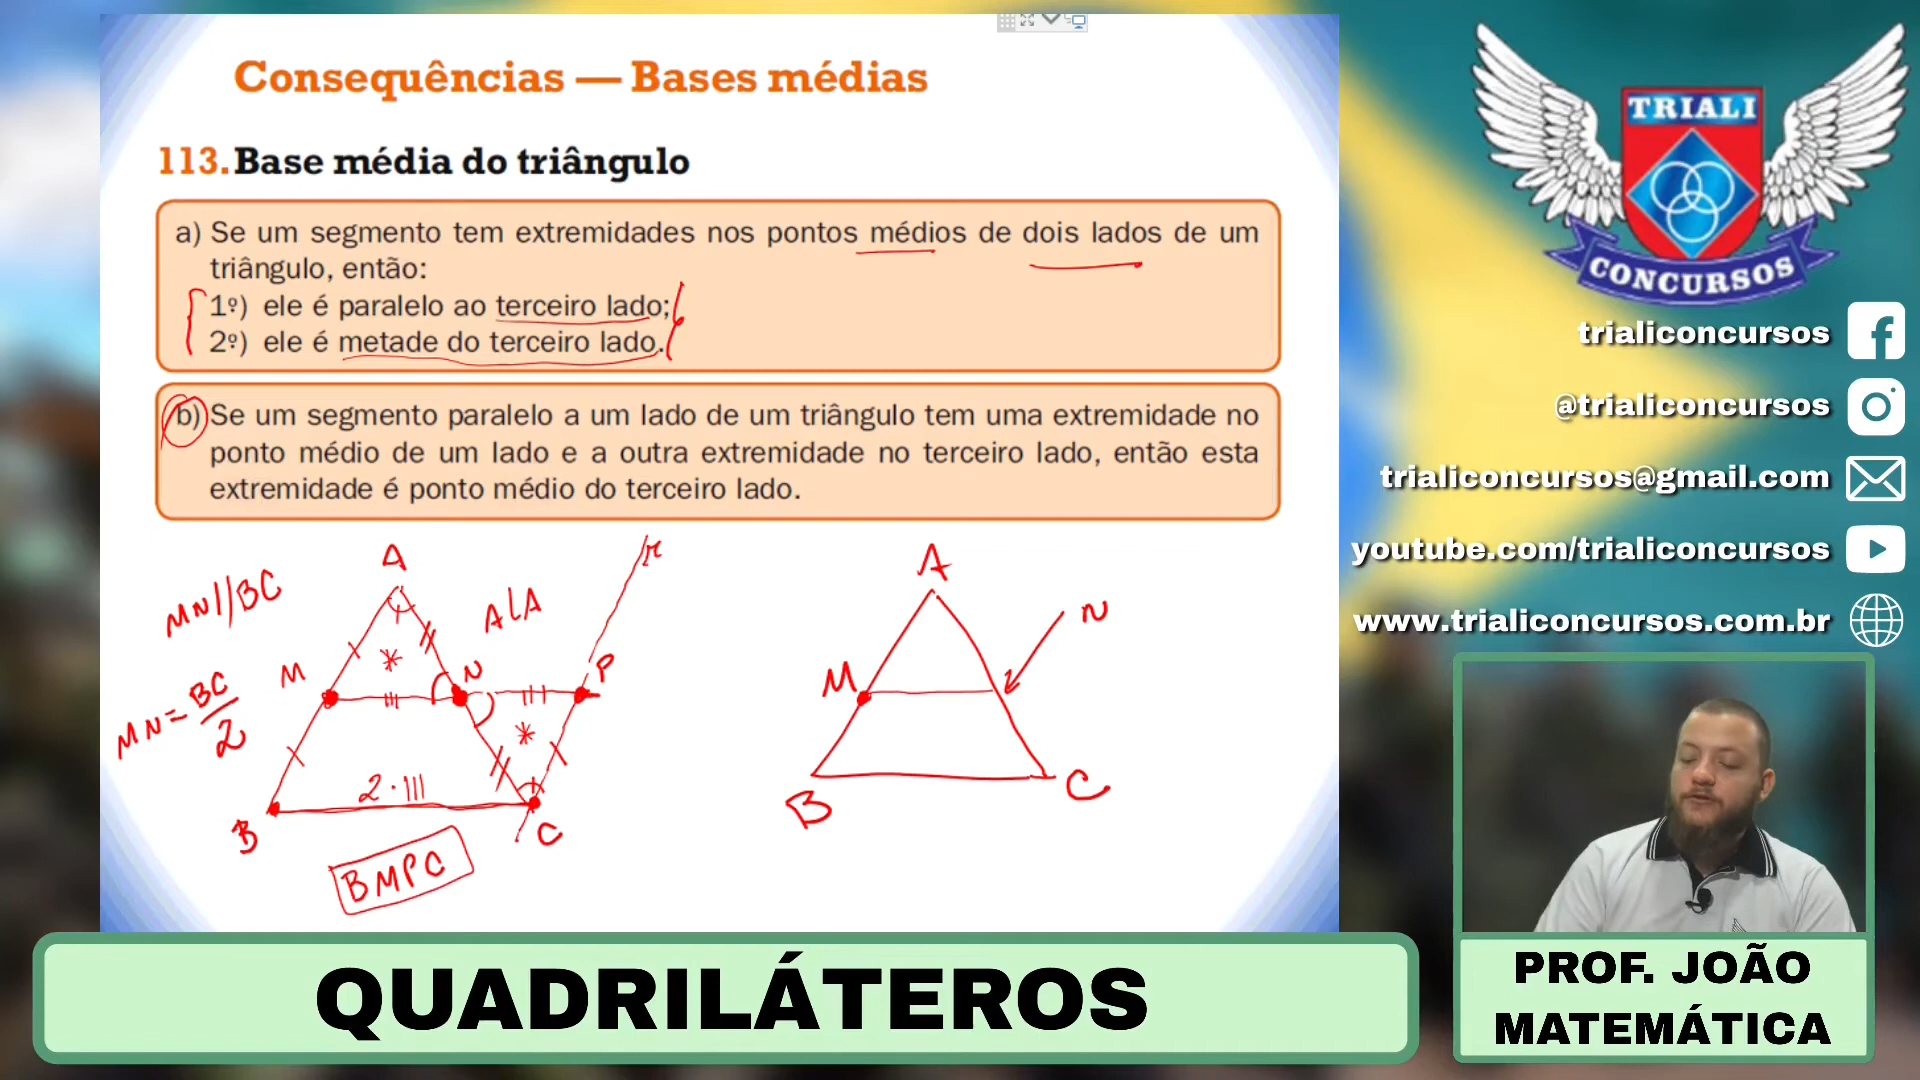 Consequências — Bases médias
113. Base média do triângulo
a) Se um segmento tem extremidades nos pontos médios de dois lados de um
triângulo, então:
1º) ele é paralelo ao terceiro lado;
2º) ele é metade do terceiro lado.
b) Se um segmento paralelo a um lado de um triângulo tem uma extremidade no
ponto médio de um lado e a outra extremidade no terceiro lado, então esta
extremidade é ponto médio do terceiro lado.
MN//BC
MN = BC/2
A
ALA
r
M
N
P
2·|||
B
C
BMPC
A
M
N
B
C
TRIALI
CONCURSOS
trialiconcursos
@trialiconcursos
trialiconcursos@gmail.com
youtube.com/trialiconcursos
www.trialiconcursos.com.br
QUADRILÁTEROS
PROF. JOÃO
MATEMÁTICA